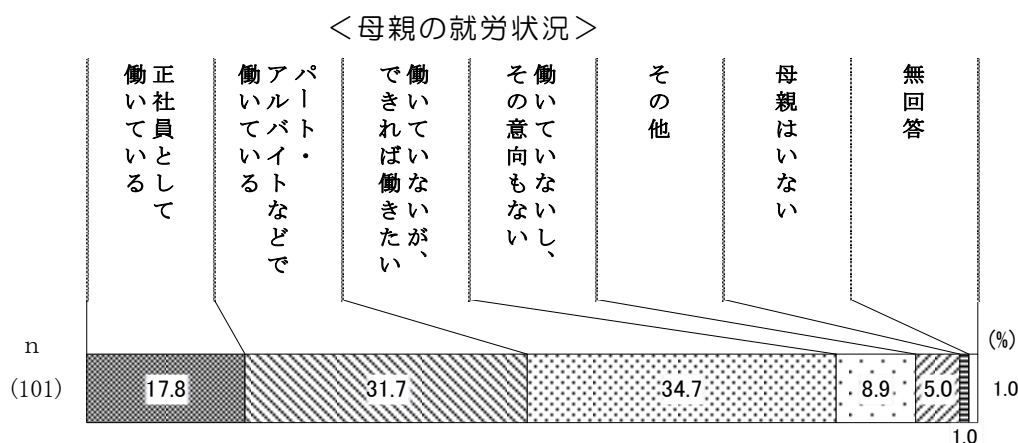 ＜母親の就労状況＞
正社員として
働いている
パート・
アルバイトなどで
働いている
働いていないが、
できれば働きたい
働いていないし、
その意向もない
その他
母親はいない
無回答
(%)
n
(101)
17.8
31.7
34.7
8.9
5.0
1.0
1.0